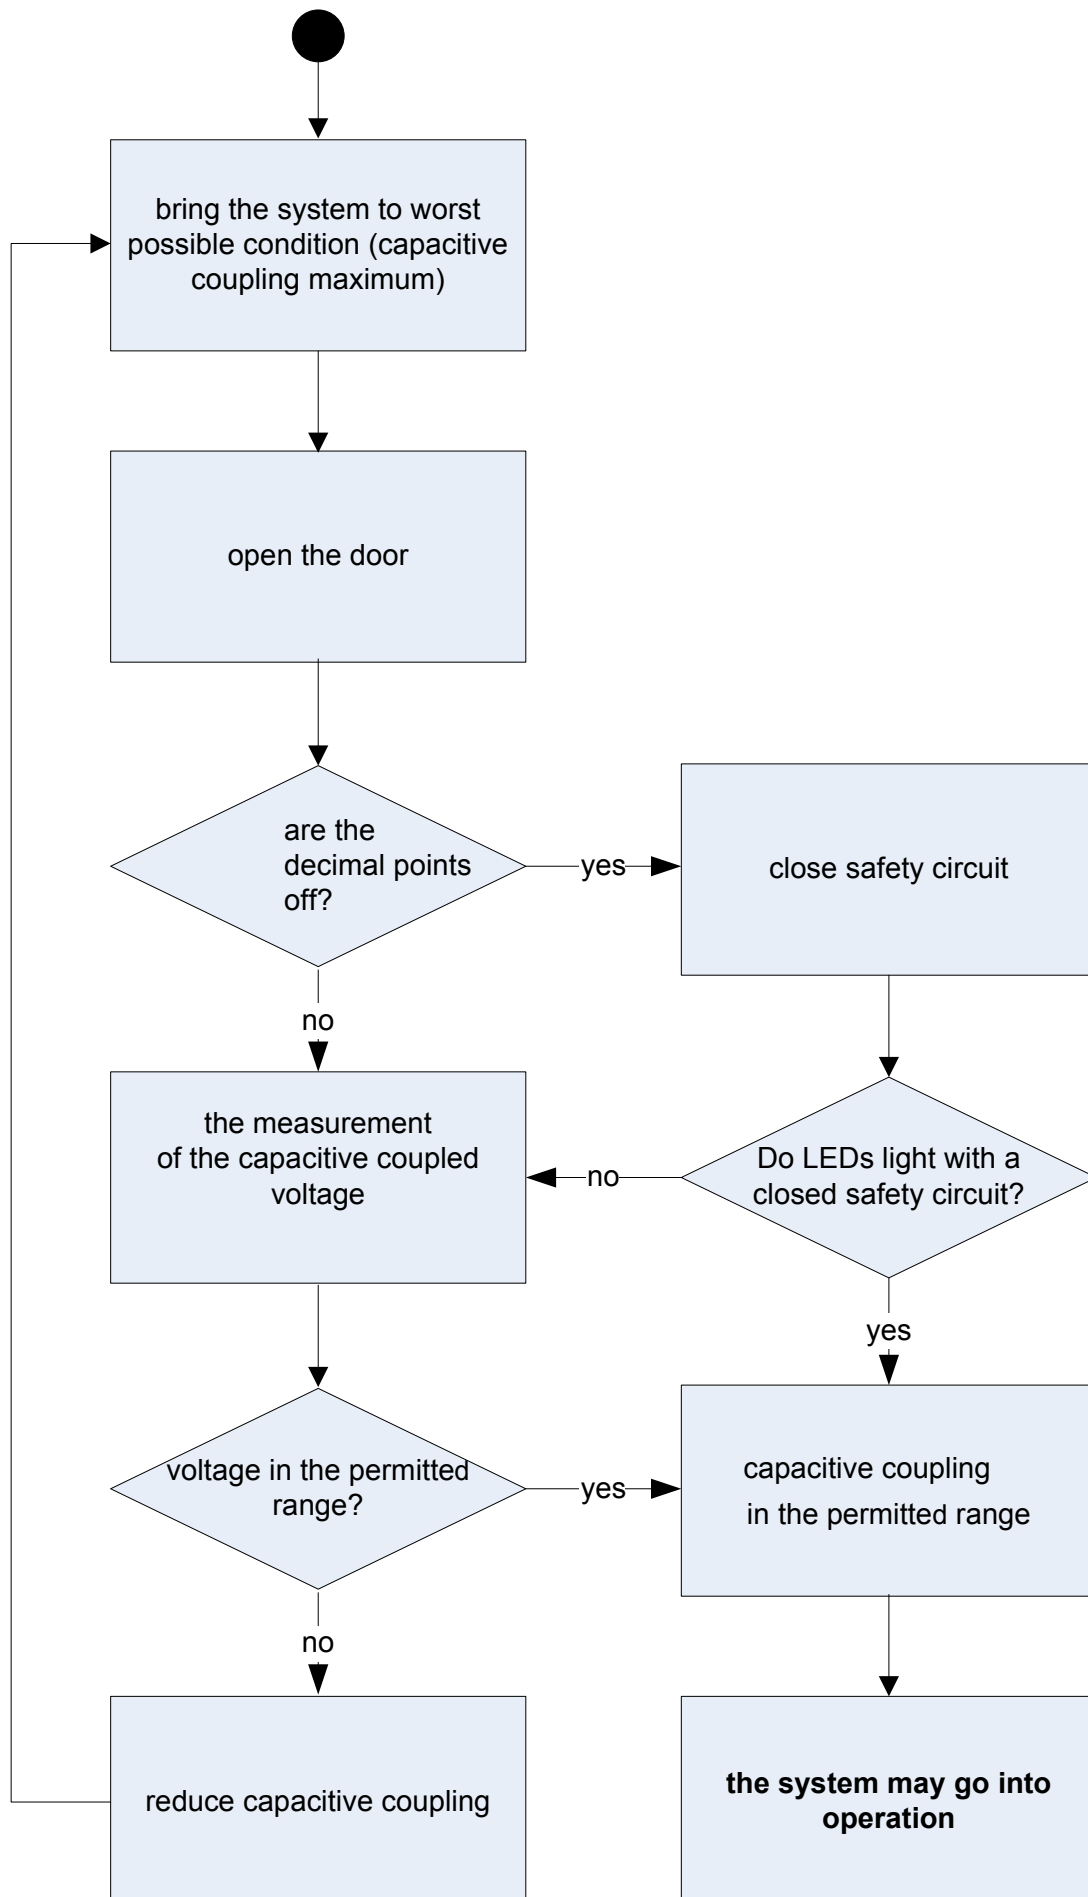 bring the system to worst
possible condition (capacitive
coupling maximum)
open the door
are the
decimal points
off?
yes
close safety circuit
no
the measurement
of the capacitive coupled
voltage
no
Do LEDs light with a
closed safety circuit?
yes
voltage in the permitted
range?
yes
capacitive coupling
in the permitted range
no
reduce capacitive coupling
the system may go into
operation